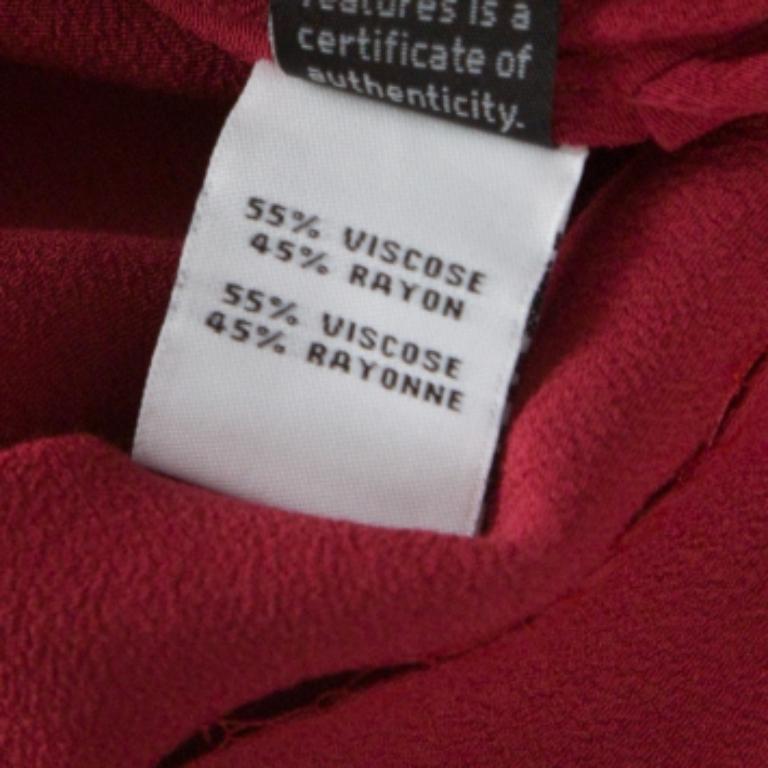 features is a
certificate of
authenticity.
55% VISCOSE
45% RAYON
55% VISCOSE
45% RAYONNE